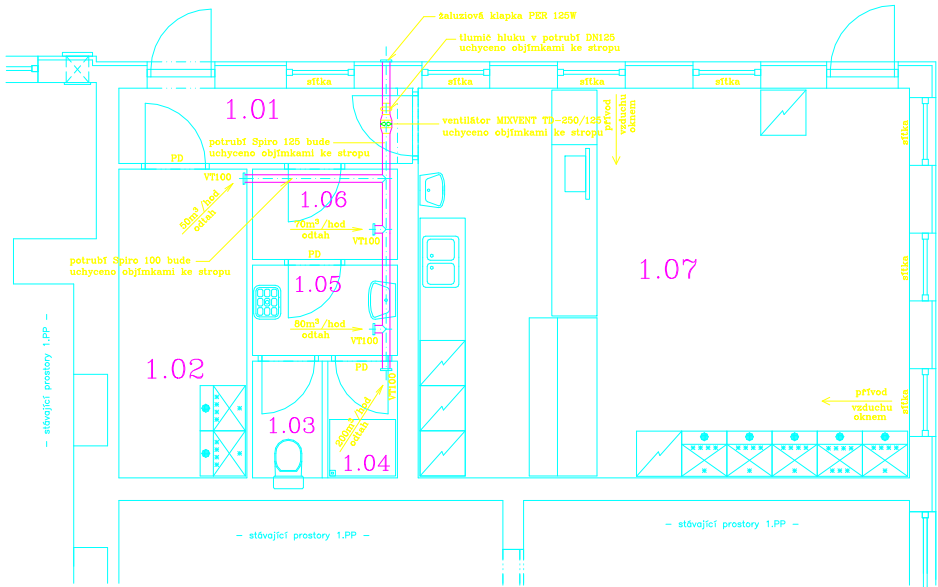 žaluziová klapka PER 125W
tlumič hluku v potrubí DN125
uchyceno objímkami ke stropu
sítka
sítka
sítka
sítka
1.01
ventilátor MIXVENT TD-250/125
uchyceno objímkami ke stropu
přívod
vzduchu
oknem
sítka
potrubí Spiro 125 bude
uchyceno objímkami ke stropu
PD
VT100
50m³/hod
odtah
1.06
70m³/hod
odtah
VT100
PD
potrubí Spiro 100 bude
uchyceno objímkami ke stropu
1.05
1.07
sítka
60m³/hod
odtah
VT100
- stávající prostory 1.PP -
1.02
PD
VT100
odtah
přívod
vzduchu
oknem
sítka
1.03
1.04
- stávající prostory 1.PP -
- stávající prostory 1.PP -